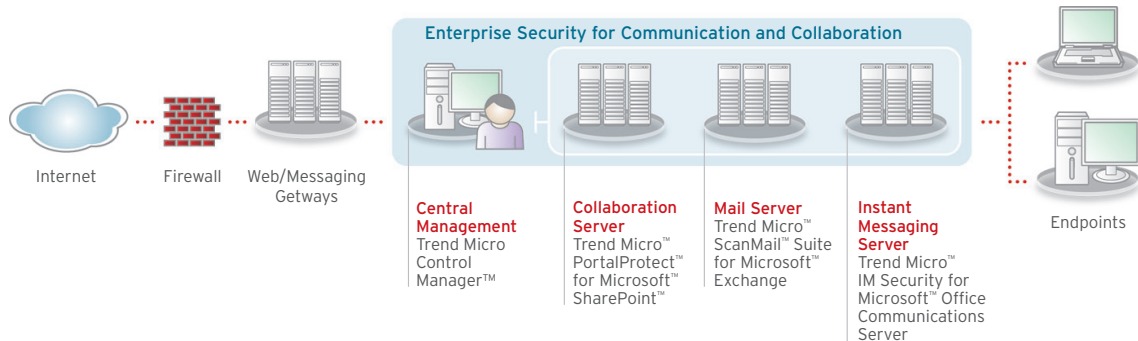 Enterprise Security for Communication and Collaboration
Internet
Firewall
Web/Messaging
Getways
Central
Management
Trend Micro
Control
Manager™
Collaboration
Server
Trend Micro™
PortalProtect™
for Microsoft™
SharePoint™
Mail Server
Trend Micro™
ScanMail™ Suite
for Microsoft™
Exchange
Instant
Messaging
Server
Trend Micro™
IM Security for
Microsoft™ Office
Communications
Server
Endpoints